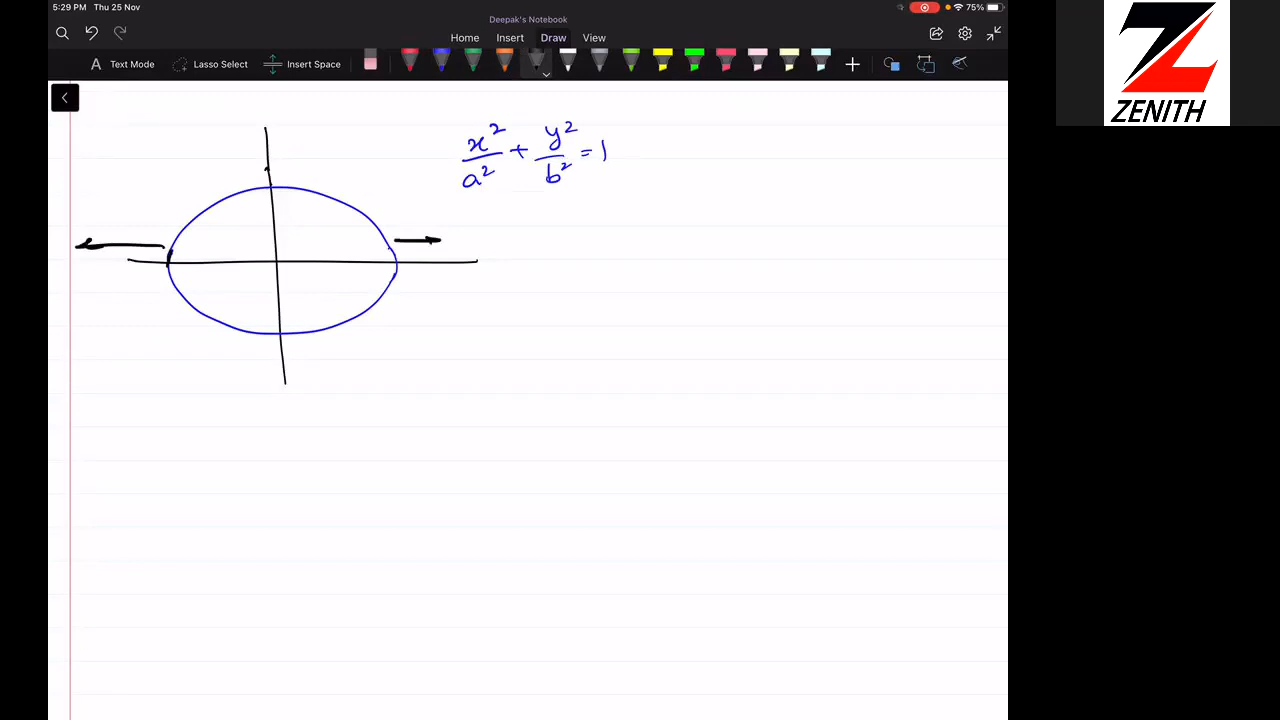 5:29 PM Thu 25 Nov
75%
Deepak's Notebook
Home Insert Draw View
A Text Mode Lasso Select Insert Space
x²/a² + y²/b² = 1
ZENITH